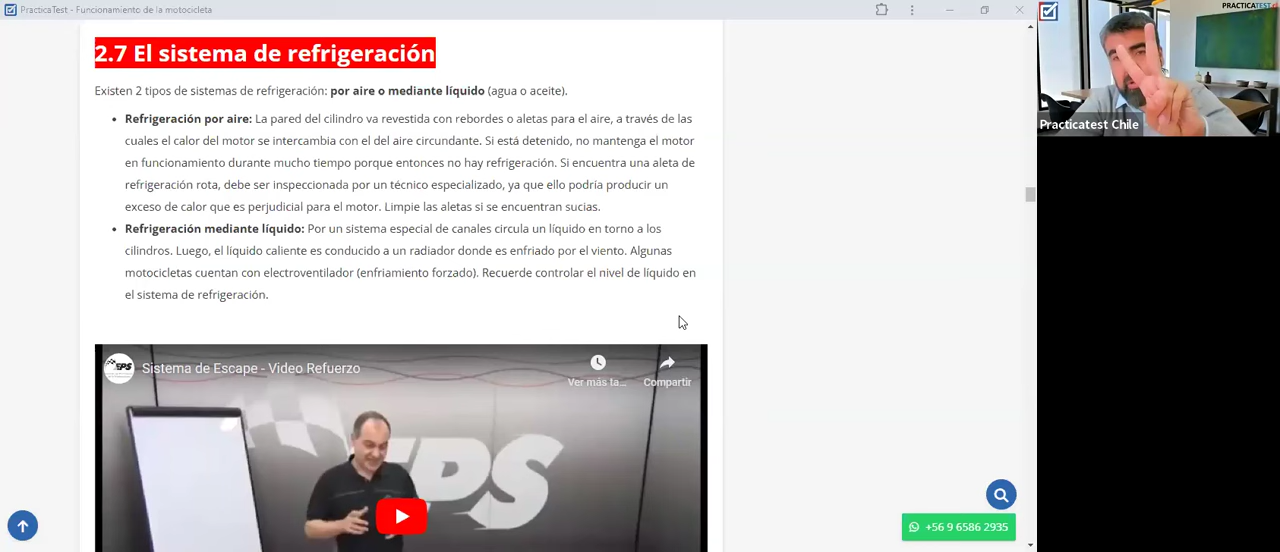 PracticaTest - Funcionamiento de la motocicleta
PRACTICATEST.cl
2.7 El sistema de refrigeración
Existen 2 tipos de sistemas de refrigeración: por aire o mediante líquido (agua o aceite).
Refrigeración por aire: La pared del cilindro va revestida con rebordes o aletas para el aire, a través de las
cuales el calor del motor se intercambia con el del aire circundante. Si está detenido, no mantenga el motor
en funcionamiento durante mucho tiempo porque entonces no hay refrigeración. Si encuentra una aleta de
refrigeración rota, debe ser inspeccionada por un técnico especializado, ya que ello podría producir un
exceso de calor que es perjudicial para el motor. Limpie las aletas si se encuentran sucias.
Refrigeración mediante líquido: Por un sistema especial de canales circula un líquido en torno a los
cilindros. Luego, el líquido caliente es conducido a un radiador donde es enfriado por el viento. Algunas
motocicletas cuentan con electroventilador (enfriamiento forzado). Recuerde controlar el nivel de líquido en
el sistema de refrigeración.
Practicatest Chile
EPS
Sistema de Escape - Video Refuerzo
Ver más ta...
Compartir
EPS
+56 9 6586 2935